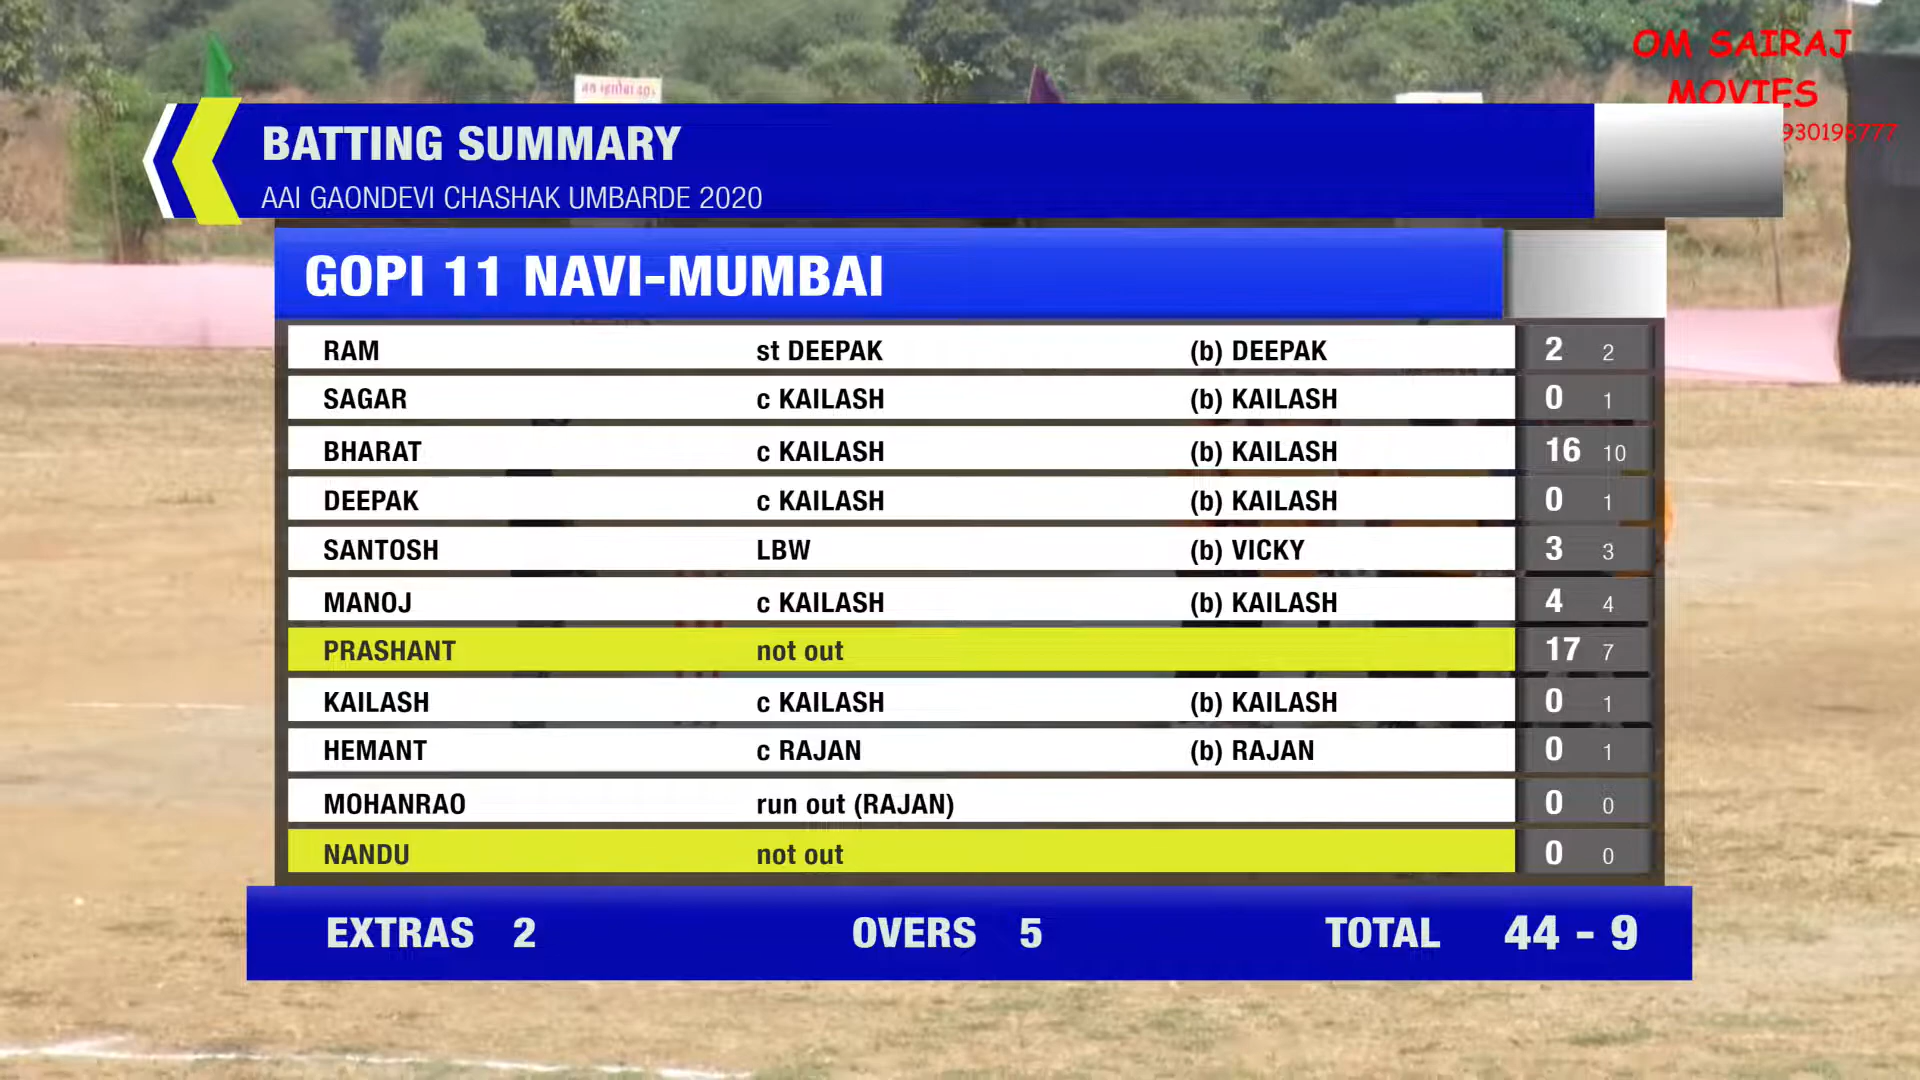 OM SAIRAJ
MOVIES
930198777
BATTING SUMMARY
AAI GAONDEVI CHASHAK UMBARDE 2020
GOPI 11 NAVI-MUMBAI
RAM st DEEPAK (b) DEEPAK 2 2
SAGAR c KAILASH (b) KAILASH 0 1
BHARAT c KAILASH (b) KAILASH 16 10
DEEPAK c KAILASH (b) KAILASH 0 1
SANTOSH LBW (b) VICKY 3 3
MANOJ c KAILASH (b) KAILASH 4 4
PRASHANT not out 17 7
KAILASH c KAILASH (b) KAILASH 0 1
HEMANT c RAJAN (b) RAJAN 0 1
MOHANRAO run out (RAJAN) 0 0
NANDU not out 0 0
EXTRAS 2 OVERS 5 TOTAL 44 - 9